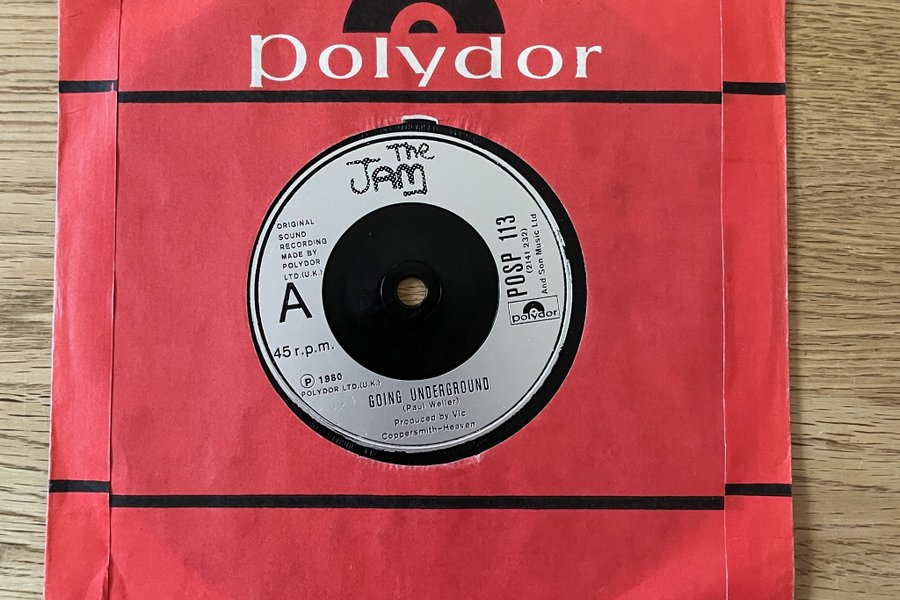 polydor
The
JAM
ORIGINAL
SOUND
RECORDING
MADE BY
POLYDOR
LTD.(U.K.)
A
45 r.p.m.
Ⓟ 1980
POLYDOR LTD.(U.K.)
POSP 113
(2141 232)
And Son Music Ltd
polydor
GOING UNDERGROUND
(Paul Weller)
Produced by Vic
Coppersmith-Heaven